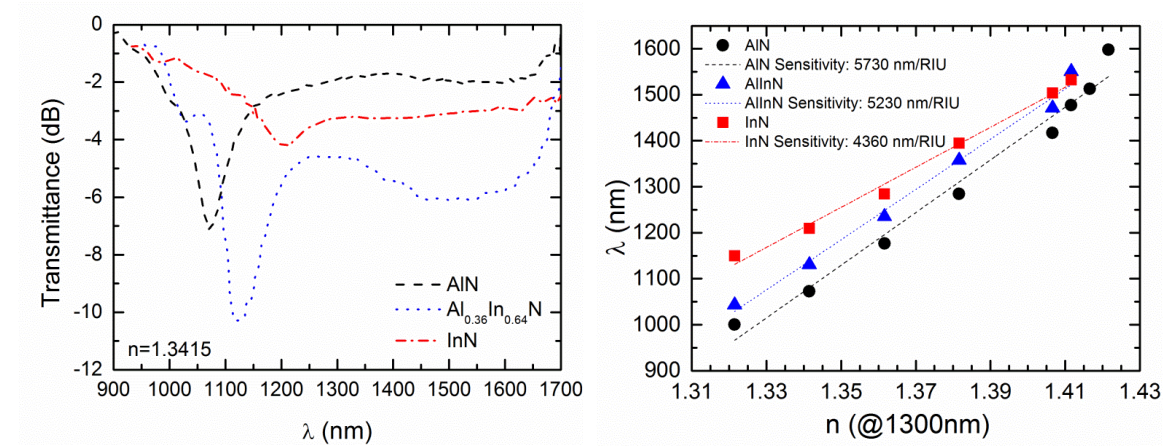 0
-2
-4
-6
-8
-10
-12
Transmittance (dB)
AlN
Al0.36In0.64N
InN
n=1.3415
900 1000 1100 1200 1300 1400 1500 1600 1700
λ (nm)
1600
1500
1400
1300
1200
1100
1000
900
λ (nm)
AlN
AlN Sensitivity: 5730 nm/RIU
AlInN
AlInN Sensitivity: 5230 nm/RIU
InN
InN Sensitivity: 4360 nm/RIU
1.31 1.33 1.35 1.37 1.39 1.41 1.43
n (@1300nm)